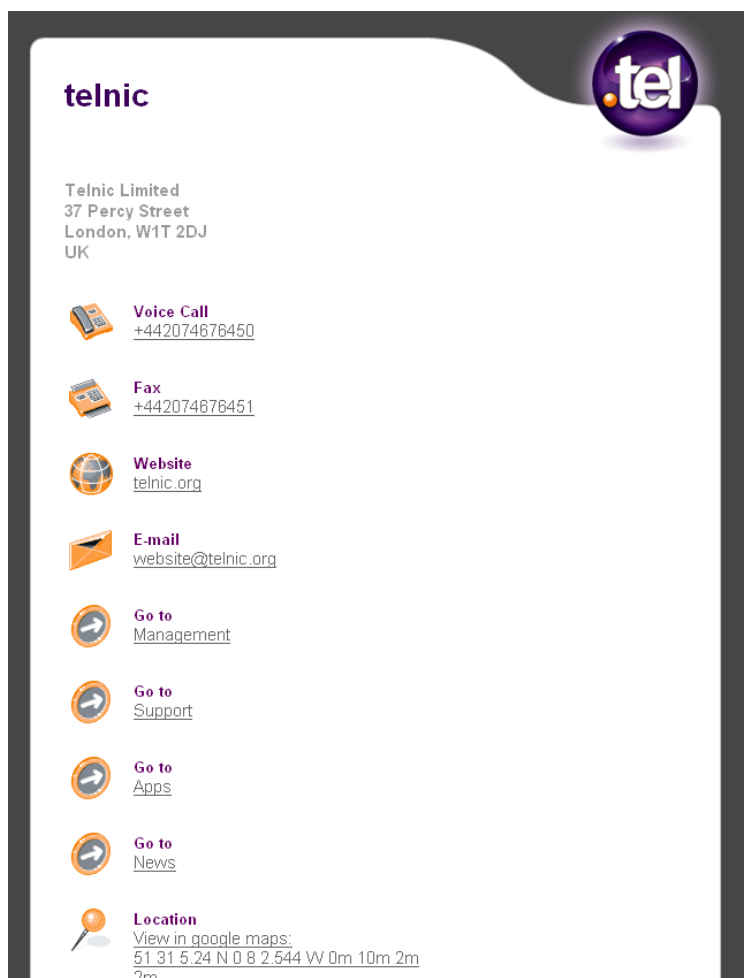 .tel
telnic
Telnic Limited
37 Percy Street
London, W1T 2DJ
UK
Voice Call
+442074676450
Fax
+442074676451
Website
telnic.org
E-mail
website@telnic.org
Go to
Management
Go to
Support
Go to
Apps
Go to
News
Location
View in google maps:
51 31 5.24 N 0 8 2.544 W 0m 10m 2m
2m